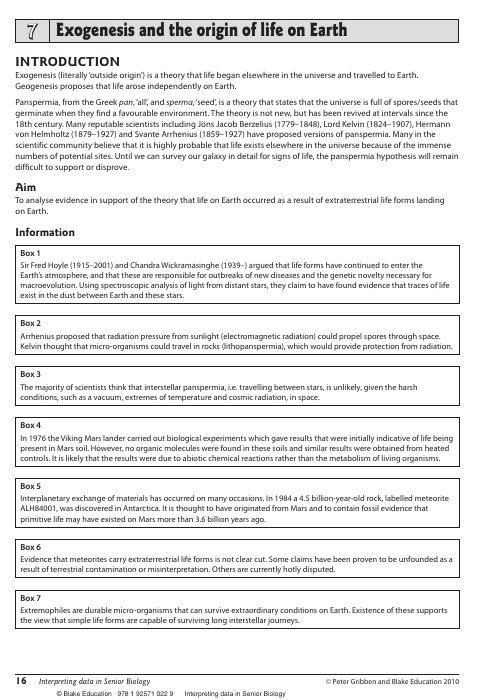 7 Exogenesis and the origin of life on Earth
INTRODUCTION
Exogenesis (literally 'outside origin') is a theory that life began elsewhere in the universe and travelled to Earth.
Geogenesis proposes that life arose independently on Earth.
Panspermia, from the Greek pan, 'all', and sperma, 'seed', is a theory that states that the universe is full of spores/seeds that
germinate when they find a favourable environment. The theory is not new, but has been revived at intervals since the
18th century. Many reputable scientists including Jöns Jacob Berzelius (1779–1848), Lord Kelvin (1824–1907), Hermann
von Helmholtz (1879–1927) and Svante Arrhenius (1859–1927) have proposed versions of panspermia. Many in the
scientific community believe that it is highly probable that life exists elsewhere in the universe because of the immense
numbers of potential sites. Until we can survey our galaxy in detail for signs of life, the panspermia hypothesis will remain
difficult to support or disprove.
Aim
To analyse evidence in support of the theory that life on Earth occurred as a result of extraterrestrial life forms landing
on Earth.
Information
Box 1
Sir Fred Hoyle (1915–2001) and Chandra Wickramasinghe (1939–) argued that life forms have continued to enter the
Earth's atmosphere, and that these are responsible for outbreaks of new diseases and the genetic novelty necessary for
macroevolution. Using spectroscopic analysis of light from distant stars, they claim to have found evidence that traces of life
exist in the dust between Earth and these stars.
Box 2
Arrhenius proposed that radiation pressure from sunlight (electromagnetic radiation) could propel spores through space.
Kelvin thought that micro-organisms could travel in rocks (lithopanspermia), which would provide protection from radiation.
Box 3
The majority of scientists think that interstellar panspermia, i.e. travelling between stars, is unlikely, given the harsh
conditions, such as a vacuum, extremes of temperature and cosmic radiation, in space.
Box 4
In 1976 the Viking Mars lander carried out biological experiments which gave results that were initially indicative of life being
present in Mars soil. However, no organic molecules were found in these soils and similar results were obtained from heated
controls. It is likely that the results were due to abiotic chemical reactions rather than the metabolism of living organisms.
Box 5
Interplanetary exchange of materials has occurred on many occasions. In 1984 a 4.5 billion-year-old rock, labelled meteorite
ALH84001, was discovered in Antarctica. It is thought to have originated from Mars and to contain fossil evidence that
primitive life may have existed on Mars more than 3.6 billion years ago.
Box 6
Evidence that meteorites carry extraterrestrial life forms is not clear cut. Some claims have been proven to be unfounded as a
result of terrestrial contamination or misinterpretation. Others are currently hotly disputed.
Box 7
Extremophiles are durable micro-organisms that can survive extraordinary conditions on Earth. Existence of these supports
the view that simple life forms are capable of surviving long interstellar journeys.
16 Interpreting data in Senior Biology © Peter Gribben and Blake Education 2010
© Blake Education 978 1 92571 022 9 Interpreting data in Senior Biology